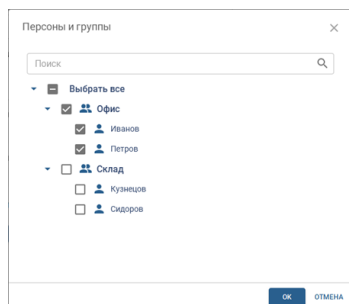 Персоны и группы
Поиск
Выбрать все
Офис
Иванов
Петров
Склад
Кузнецов
Сидоров
ОК ОТМЕНА